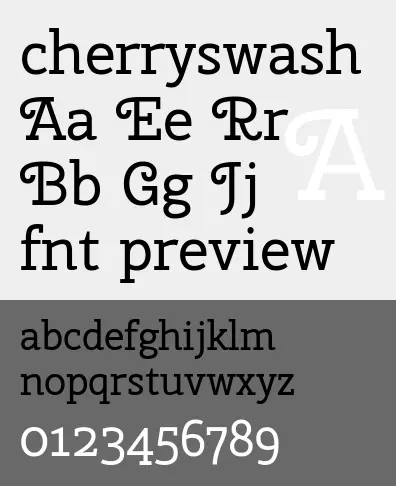 cherryswash
Aa Ee Rr
A
Bb Gg Jj
fnt preview
abcdefghijklm
nopqrstuvwxyz
0123456789